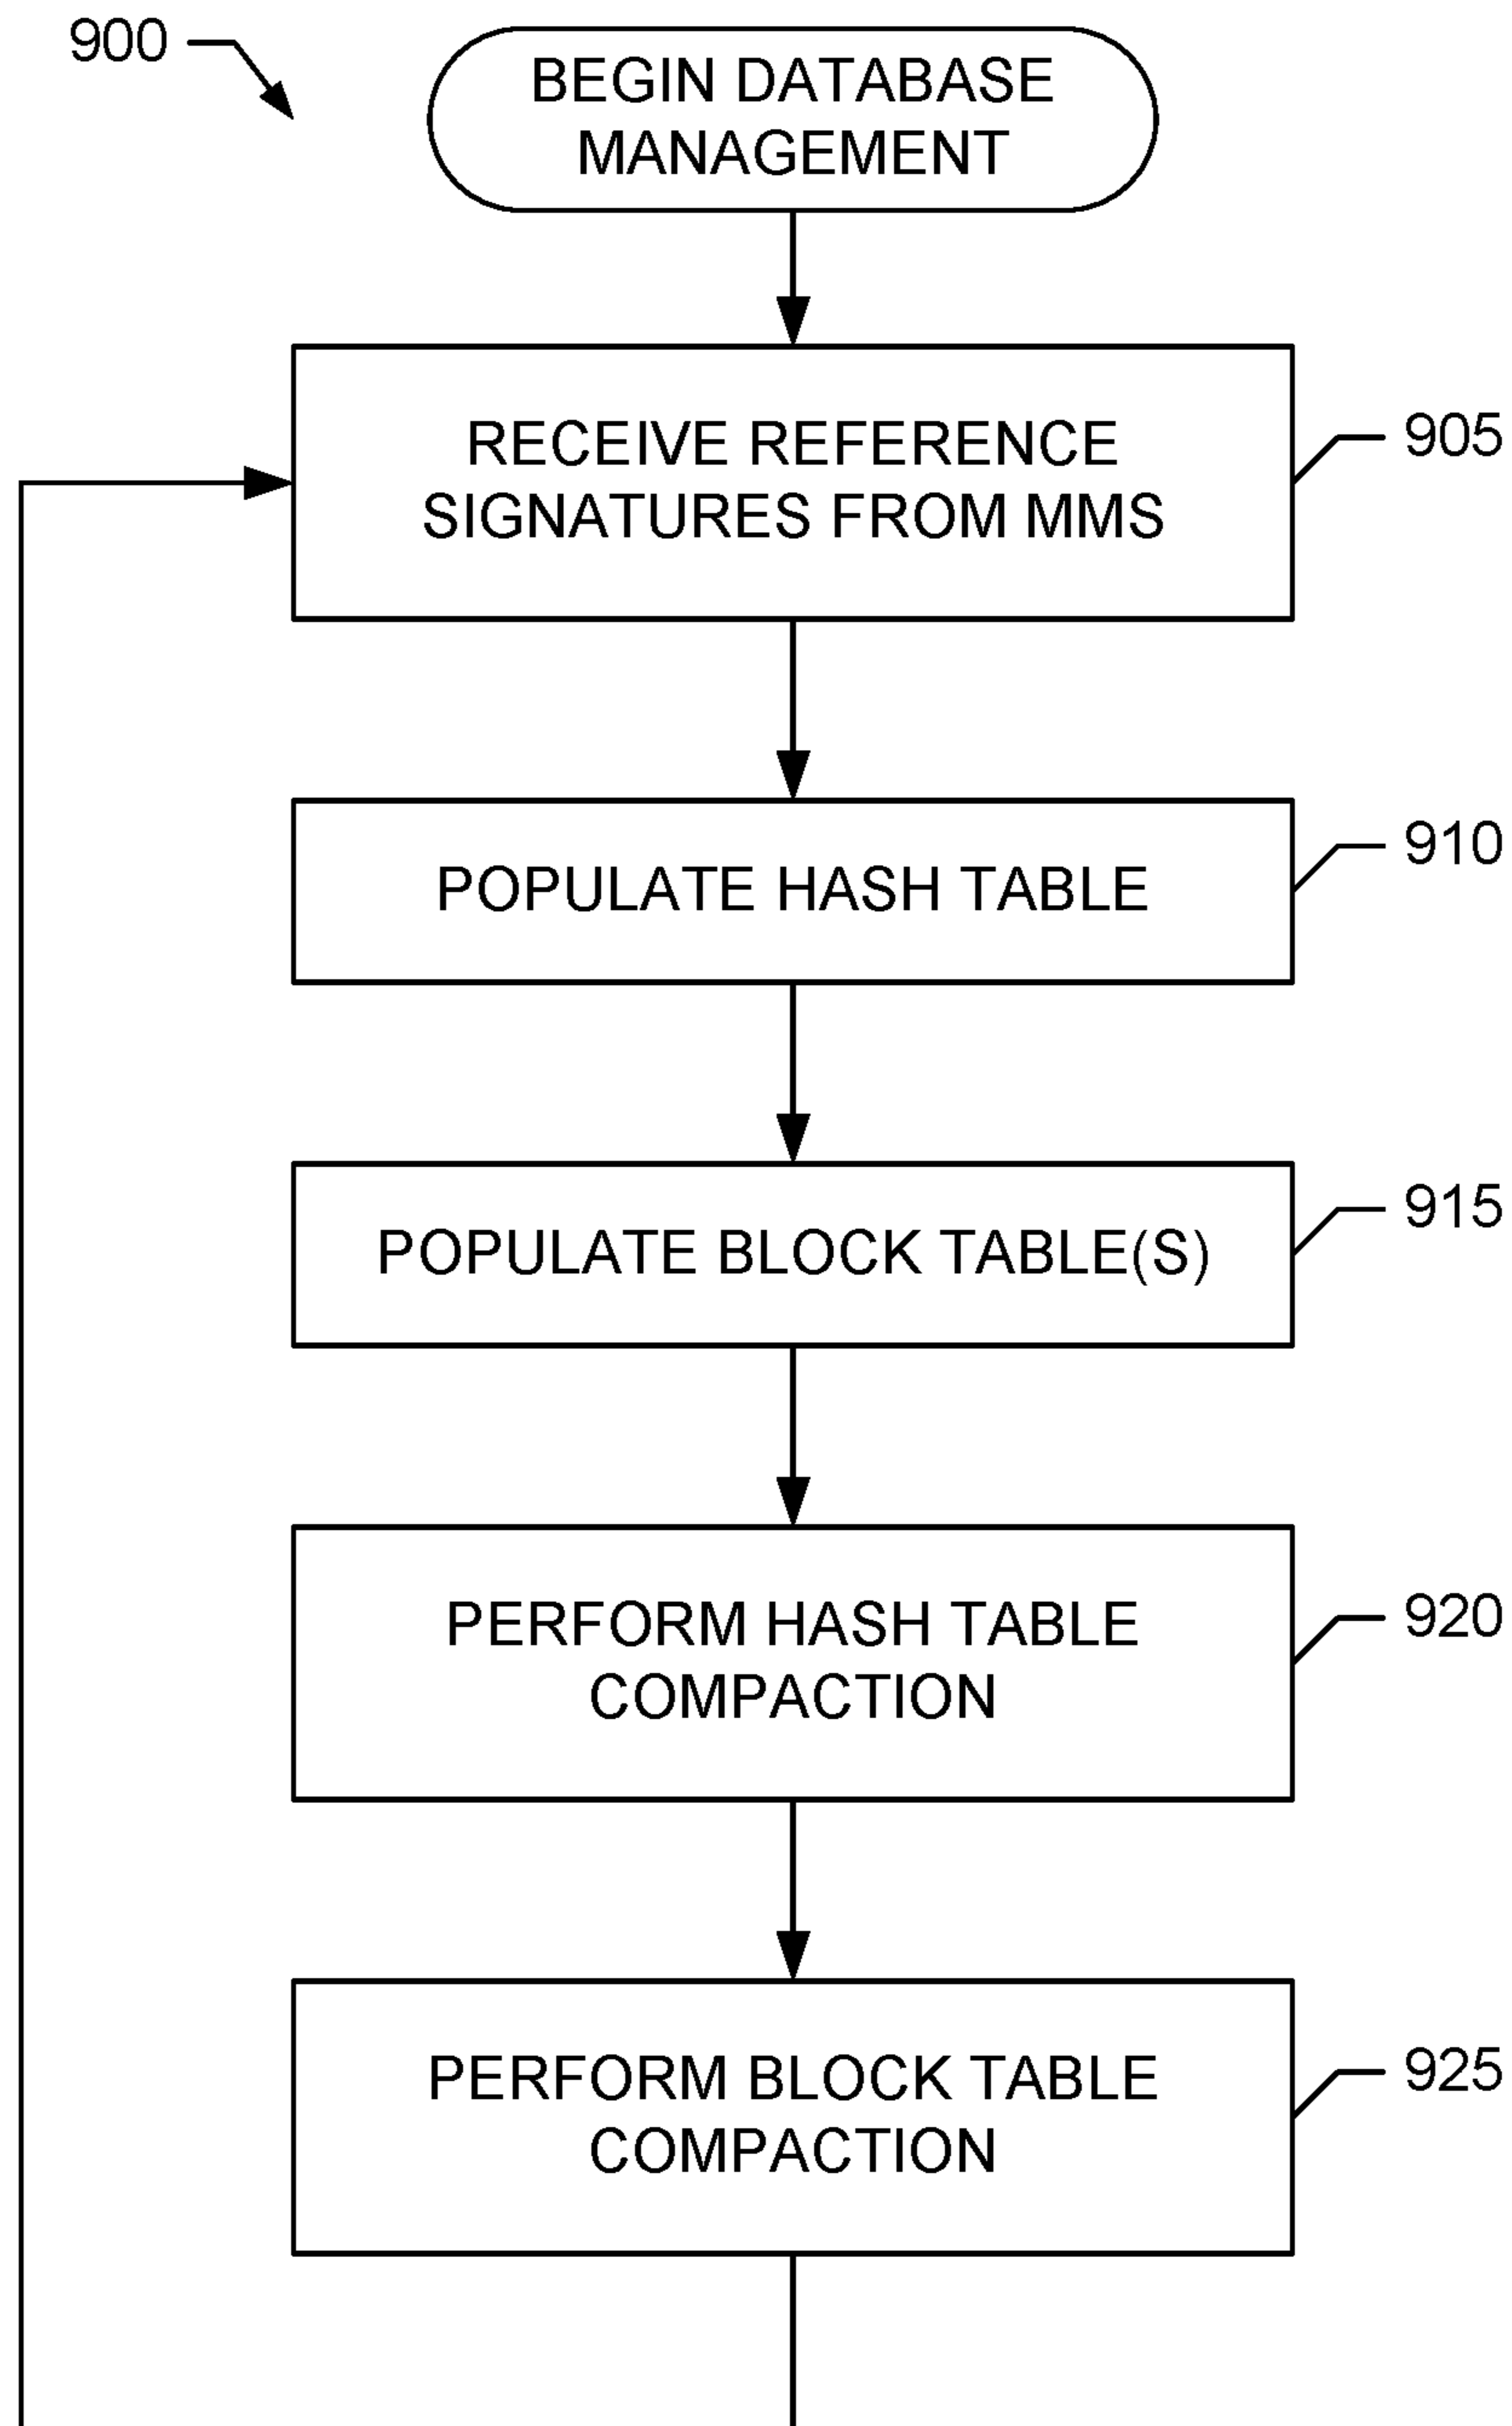 900
BEGIN DATABASE
MANAGEMENT
RECEIVE REFERENCE
SIGNATURES FROM MMS
905
POPULATE HASH TABLE
910
POPULATE BLOCK TABLE(S)
915
PERFORM HASH TABLE
COMPACTION
920
PERFORM BLOCK TABLE
COMPACTION
925